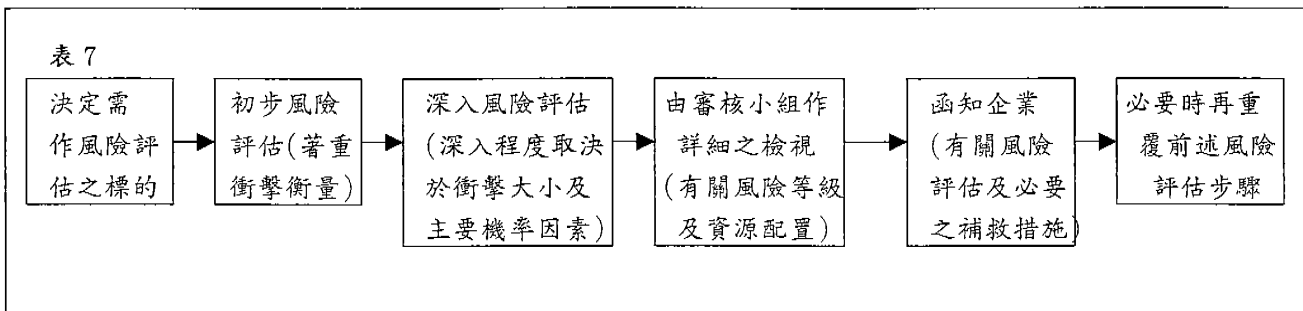 表 7
決定需
作風險評
估之標的
初步風險
評估(著重
衝擊衡量)
深入風險評估
(深入程度取決
於衝擊大小及
主要機率因素)
由審核小組作
詳細之檢視
(有關風險等級
及資源配置)
函知企業
(有關風險
評估及必要
之補救措施)
必要時再重
覆前述風險
評估步驟